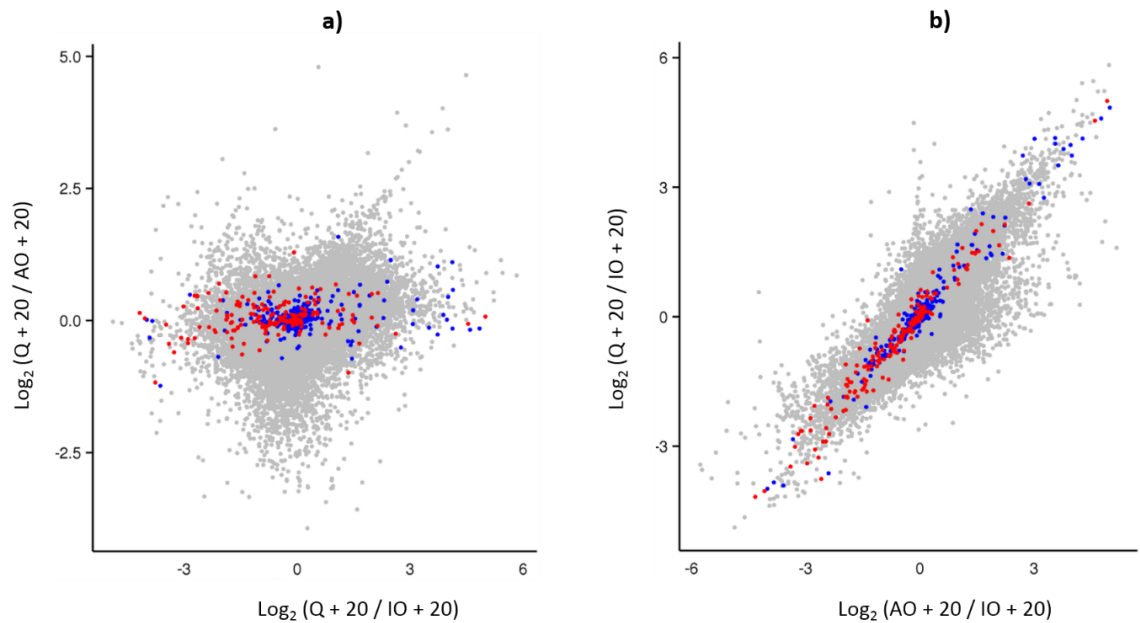 a)
5.0
2.5
0.0
-2.5
-3
0
3
6
Log₂ (Q + 20 / AO + 20)
Log₂ (Q + 20 / IO + 20)
b)
6
3
0
-3
-6
-3
0
3
Log₂ (Q + 20 / IO + 20)
Log₂ (AO + 20 / IO + 20)